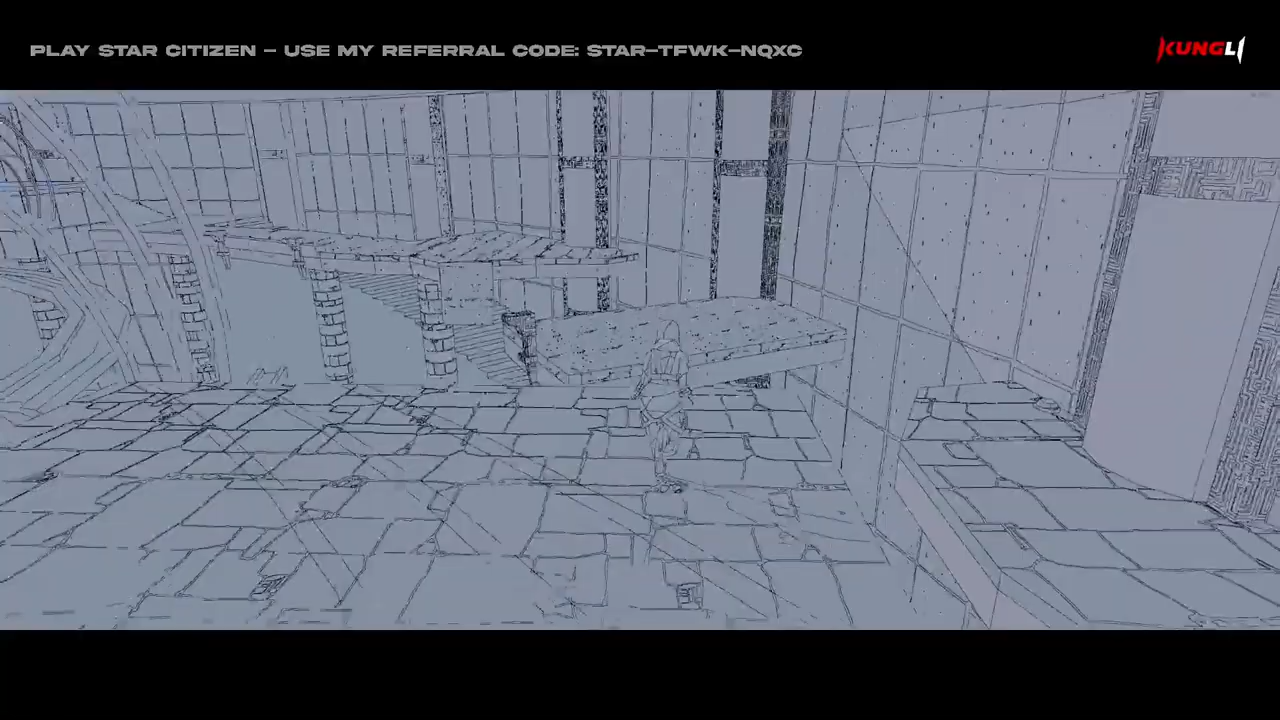 PLAY STAR CITIZEN – USE MY REFERRAL CODE: STAR–TFWK–NQXC
KUNGLI